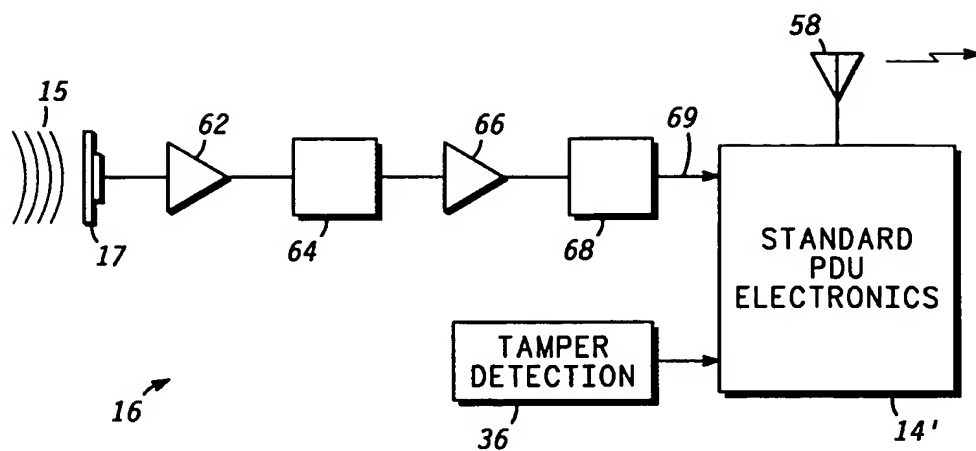 58
15
62
66
69
17
64
68
STANDARD
PDU
ELECTRONICS
TAMPER
DETECTION
16
36
14'